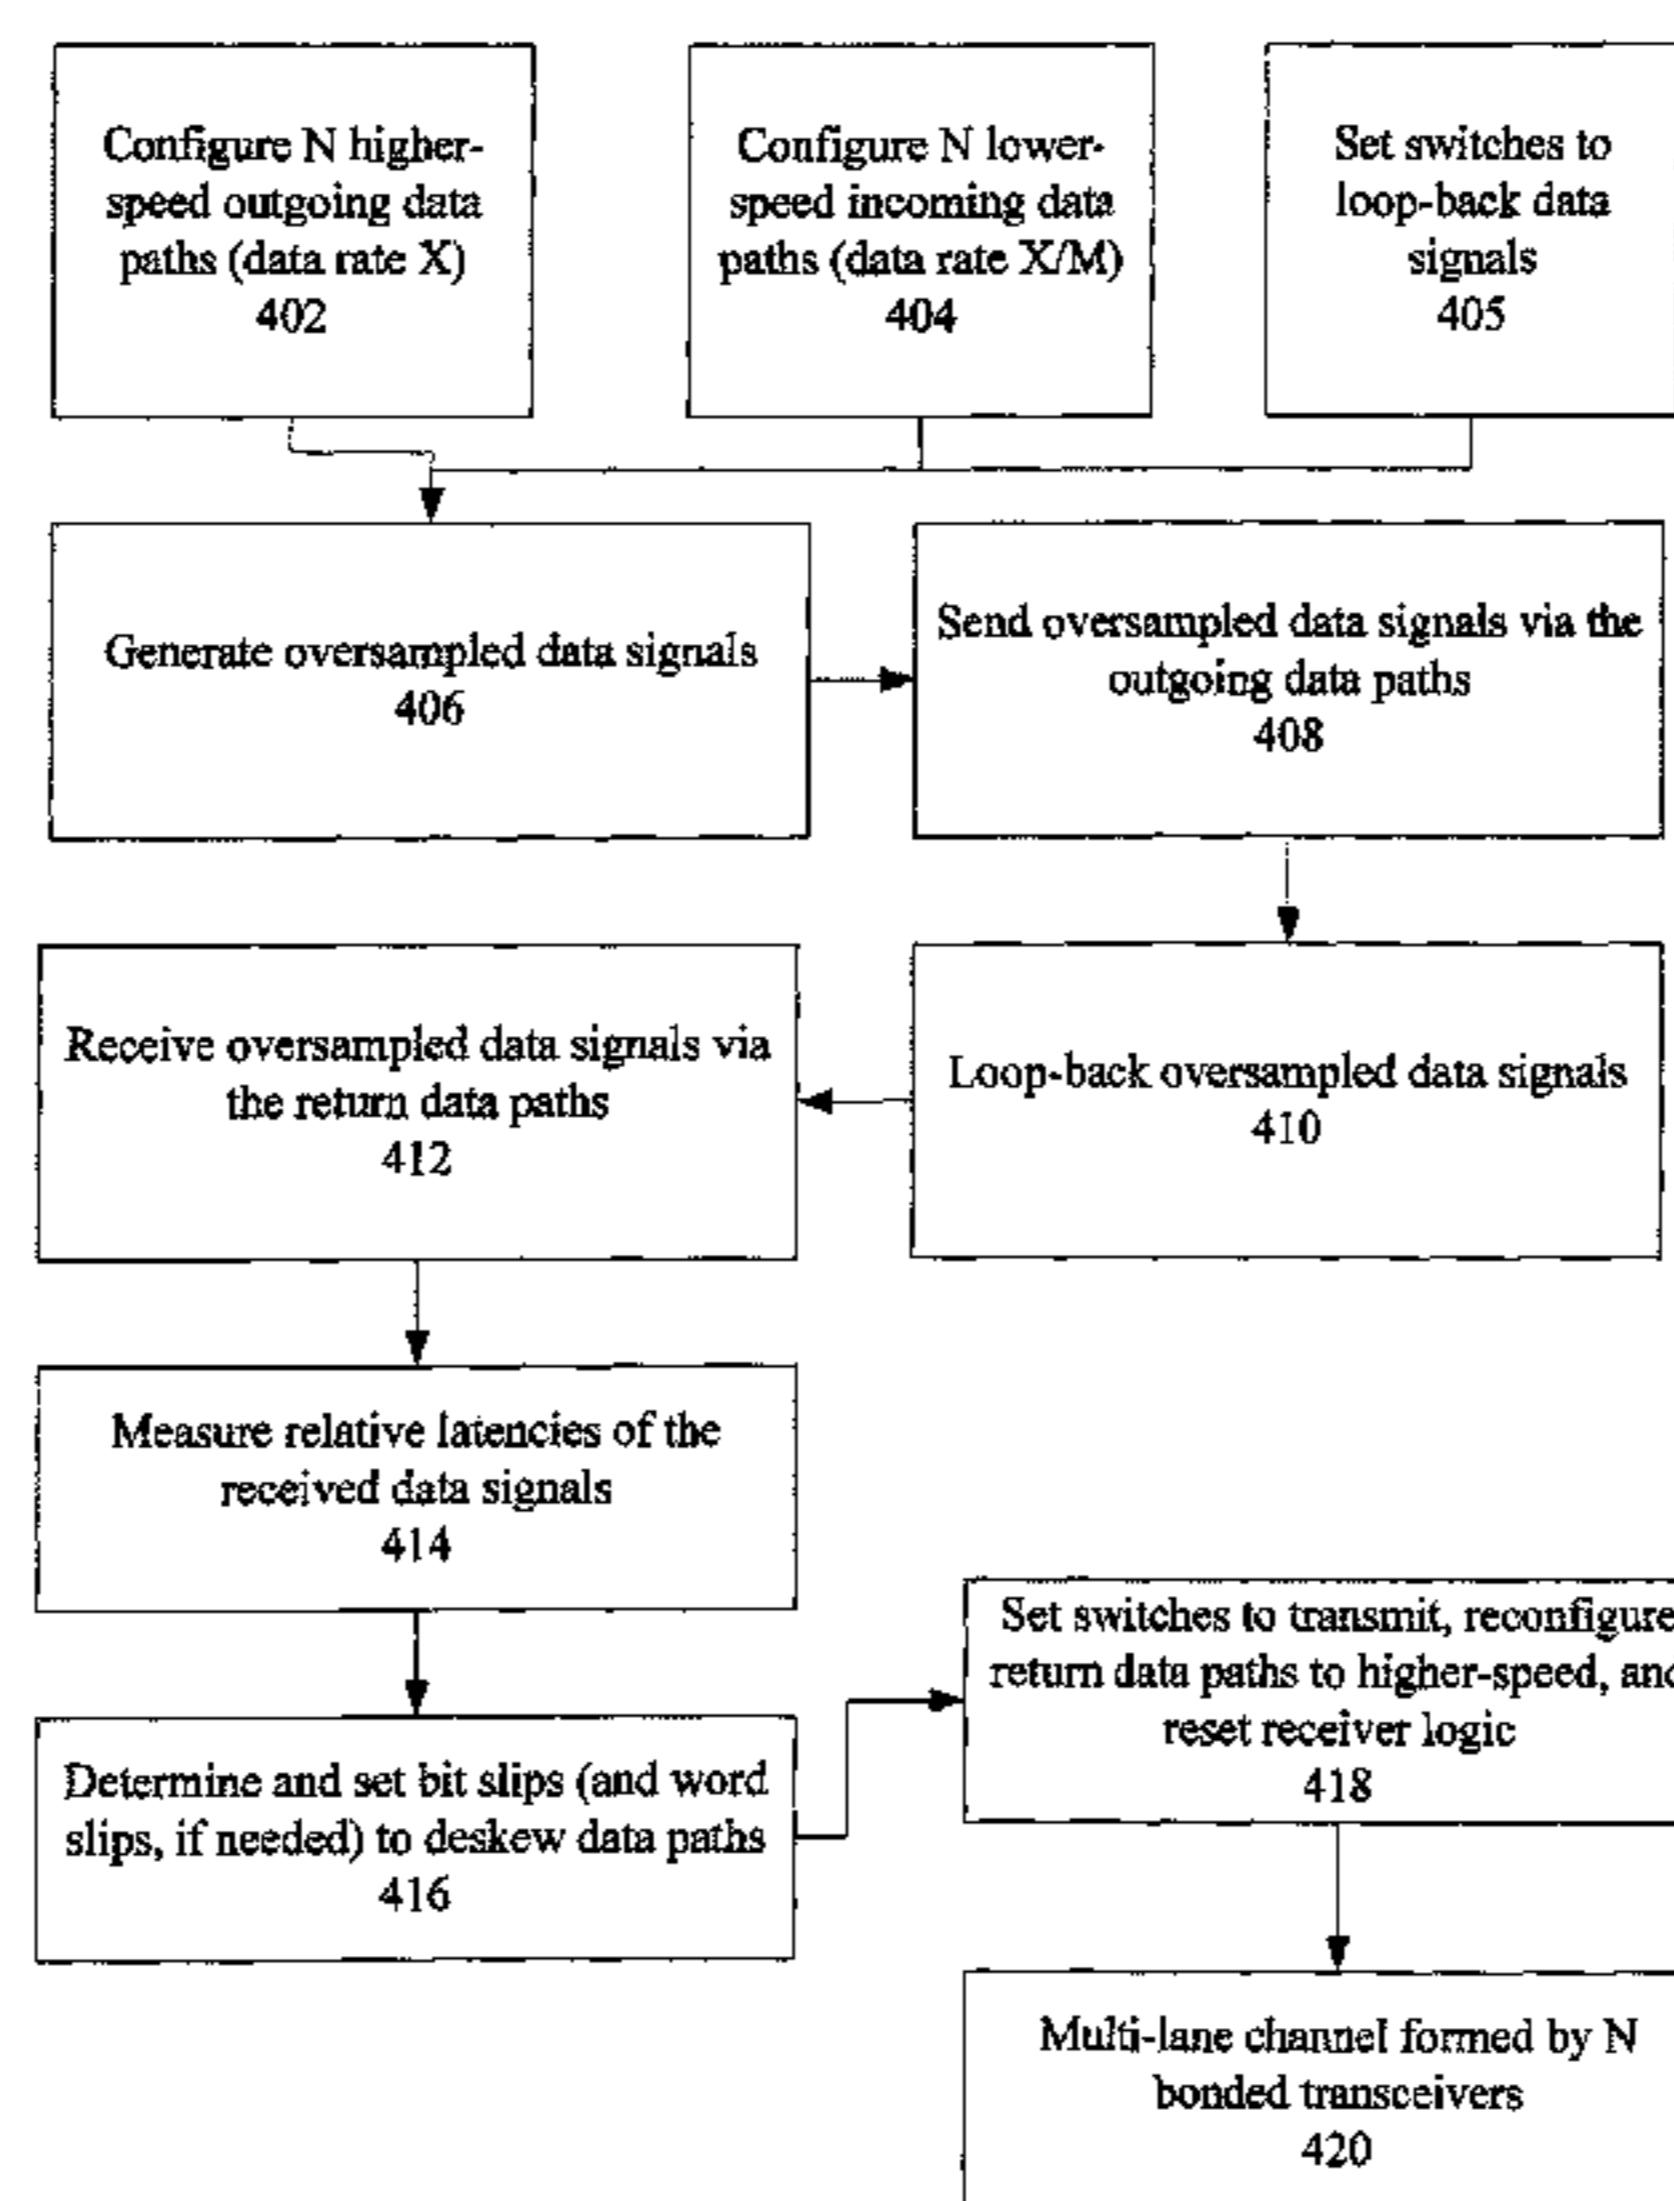 Configure N higher-
speed outgoing data
paths (data rate X)
402
Configure N lower-
speed incoming data
paths (data rate X/M)
404
Set switches to
loop-back data
signals
405
Generate oversampled data signals
406
Send oversampled data signals via the
outgoing data paths
408
Receive oversampled data signals via
the return data paths
412
Loop-back oversampled data signals
410
Measure relative latencies of the
received data signals
414
Set switches to transmit, reconfigure
return data paths to higher-speed, and
reset receiver logic
418
Determine and set bit slips (and word
slips, if needed) to deskew data paths
416
Multi-lane channel formed by N
bonded transceivers
420